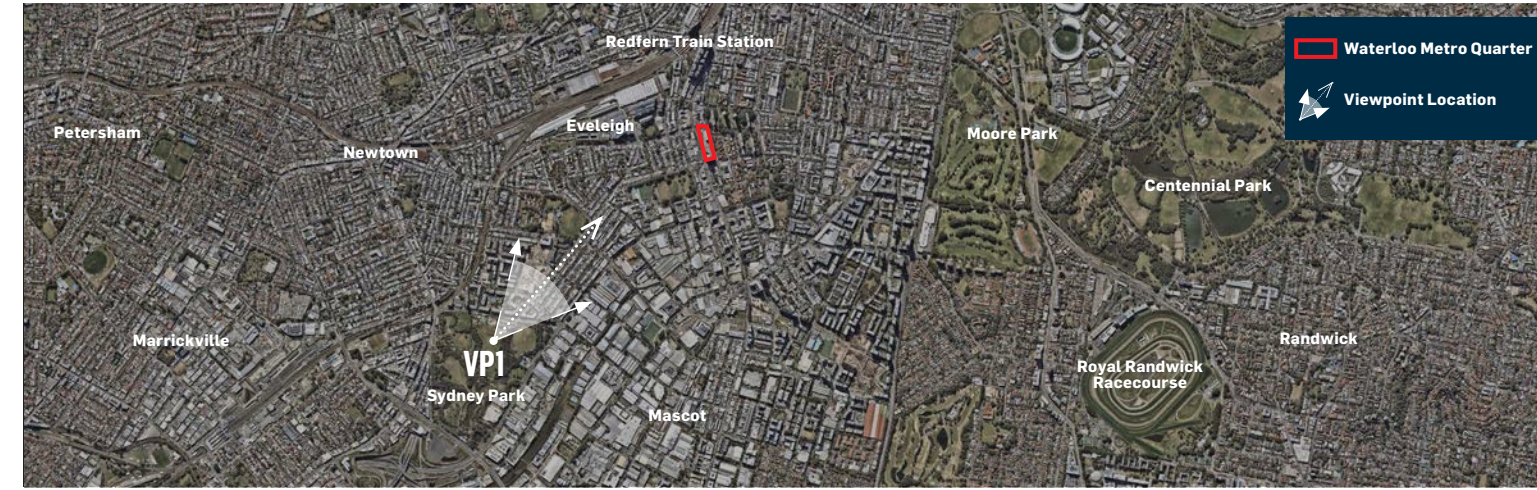 Redfern Train Station
Waterloo Metro Quarter
Viewpoint Location
Petersham
Newtown
Eveleigh
Moore Park
Centennial Park
Marrickville
VP1
Sydney Park
Mascot
Royal Randwick
Racecourse
Randwick